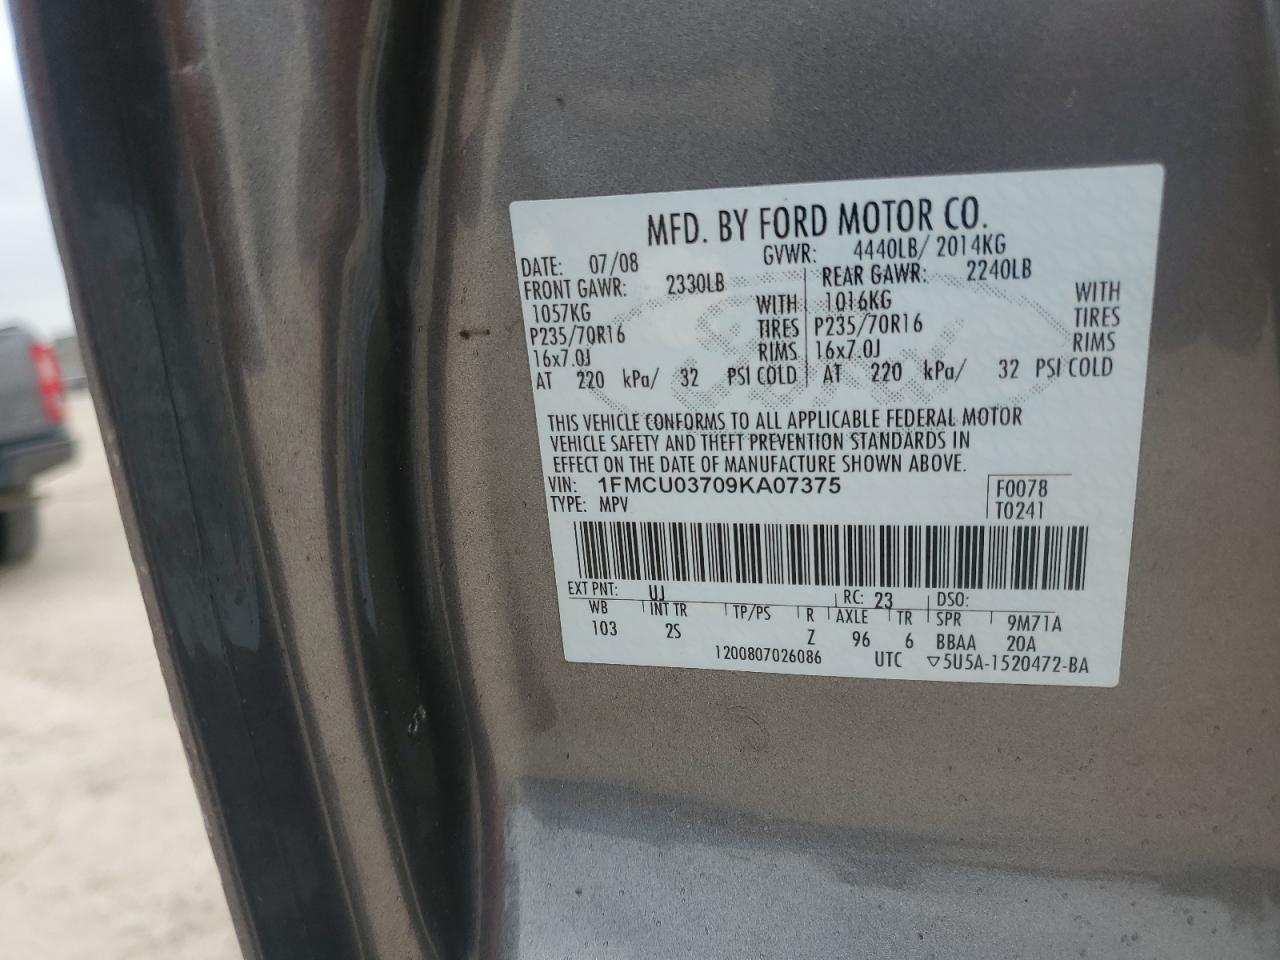 MFD. BY FORD MOTOR CO.
DATE: 07/08 GVWR: 4440LB/ 2014KG
FRONT GAWR: 2330LB REAR GAWR: 2240LB
1057KG WITH 1016KG WITH
P235/70R16 TIRES P235/70R16 TIRES
16x7.0J RIMS 16x7.0J RIMS
AT 220 kPa/ 32 PSI COLD AT 220 kPa/ 32 PSI COLD
THIS VEHICLE CONFORMS TO ALL APPLICABLE FEDERAL MOTOR
VEHICLE SAFETY AND THEFT PREVENTION STANDARDS IN
EFFECT ON THE DATE OF MANUFACTURE SHOWN ABOVE.
VIN: 1FMCU03709KA07375 F0078
TYPE: MPV T0241
EXT PNT: UJ RC: 23 DSO:
WB INT TR TP/PS R AXLE TR SPR 9M71A
103 2S Z 96 6 BBAA 20A
1200807026086 UTC ▽5U5A-1520472-BA